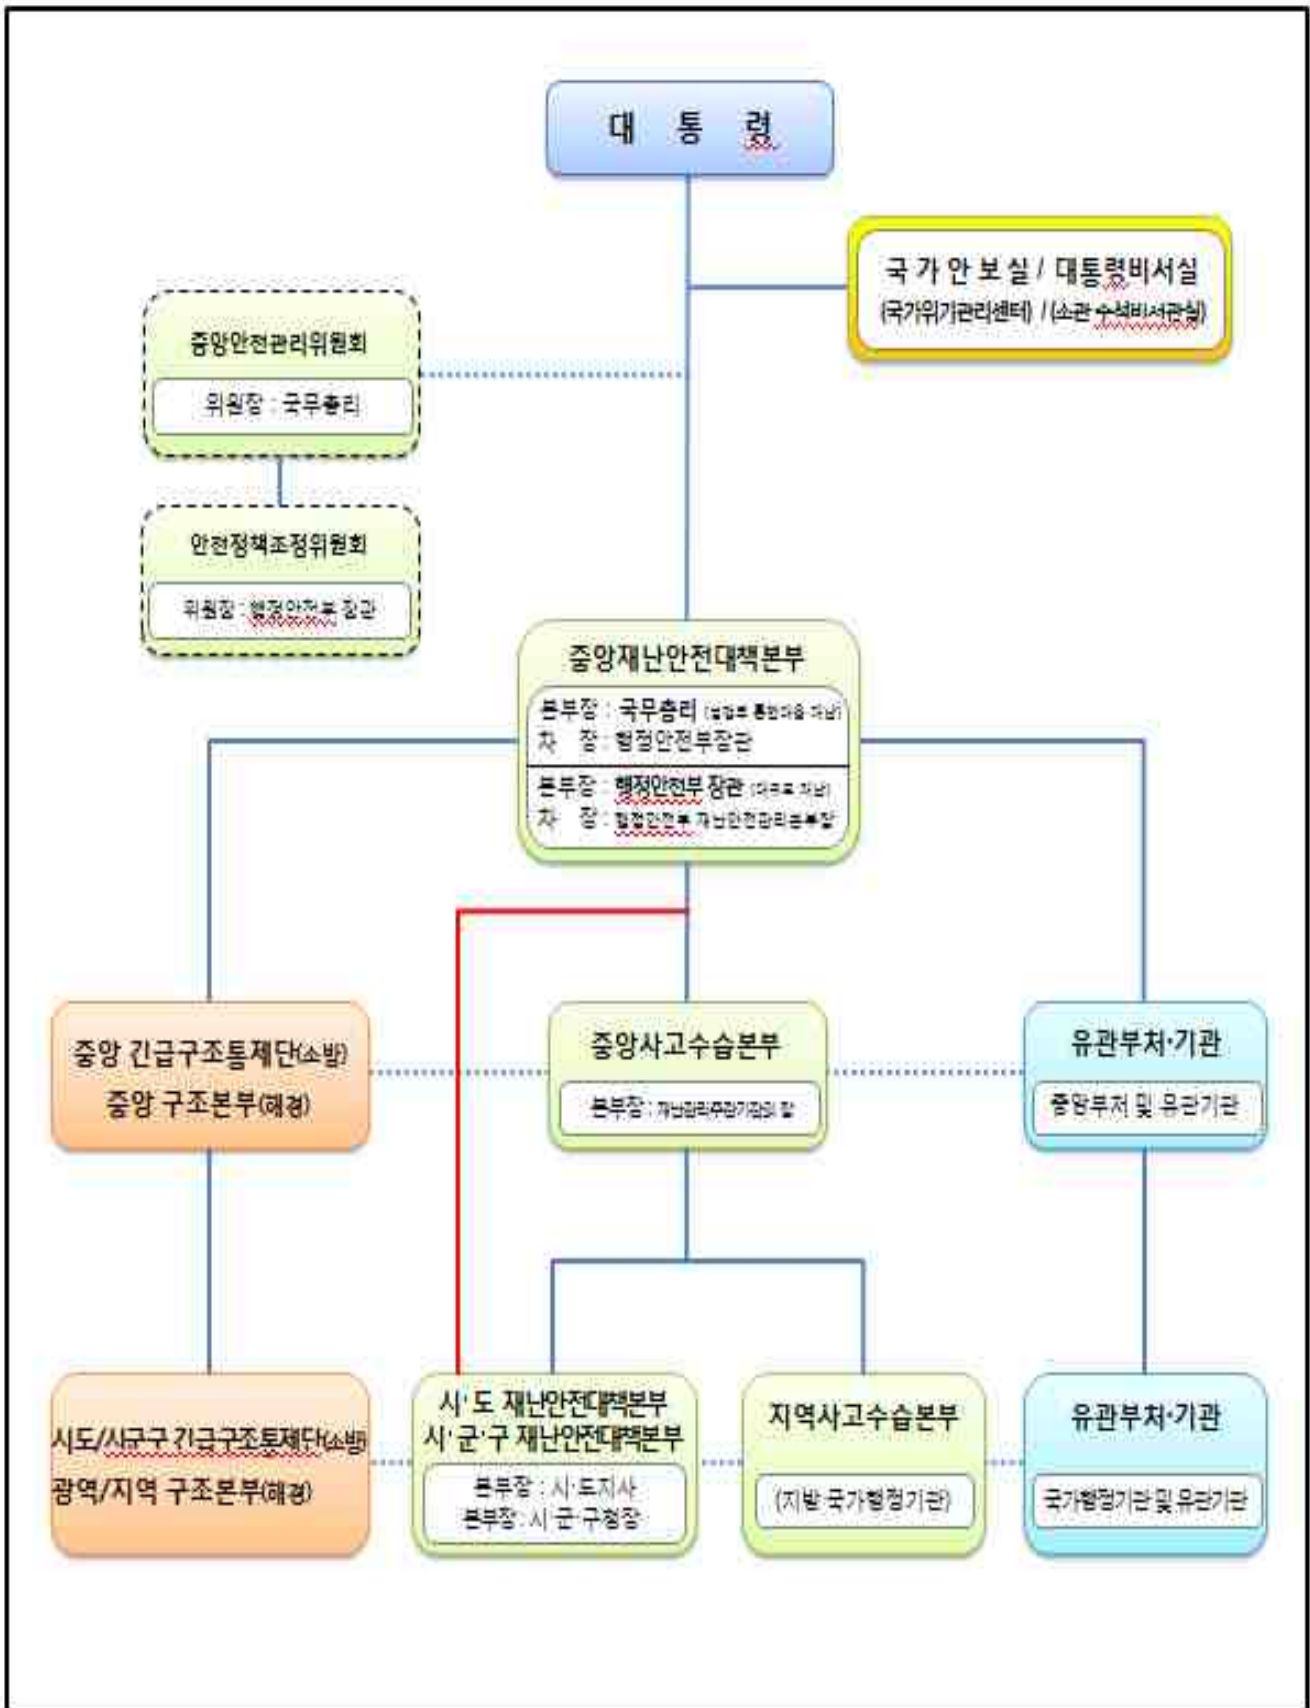 대 통 령
국 가 안 보 실 / 대통령비서실
(국가위기관리센터) / (소관 수석비서관실)
중앙안전관리위원회
위원장 : 국무총리
안전정책조정위원회
위원장 : 행정안전부 장관
중앙재난안전대책본부
본부장 : 국무총리
차 장 : 행정안전부장관
본부장 : 행정안전부 장관 (대규모 재난)
차 장 : 행정안전부 재난안전관리본부장
중앙 긴급구조통제단(소방)
중앙 구조본부(해경)
중앙사고수습본부
본부장 : 재난관리주관기관의 장
유관부처·기관
중앙부처 및 유관기관
시도/시군구 긴급구조통제단(소방)
광역/지역 구조본부(해경)
시·도 재난안전대책본부
시·군·구 재난안전대책본부
본부장 : 시·도지사
본부장 : 시·군·구청장
지역사고수습본부
(지방 국가행정기관)
유관부처·기관
국가행정기관 및 유관기관